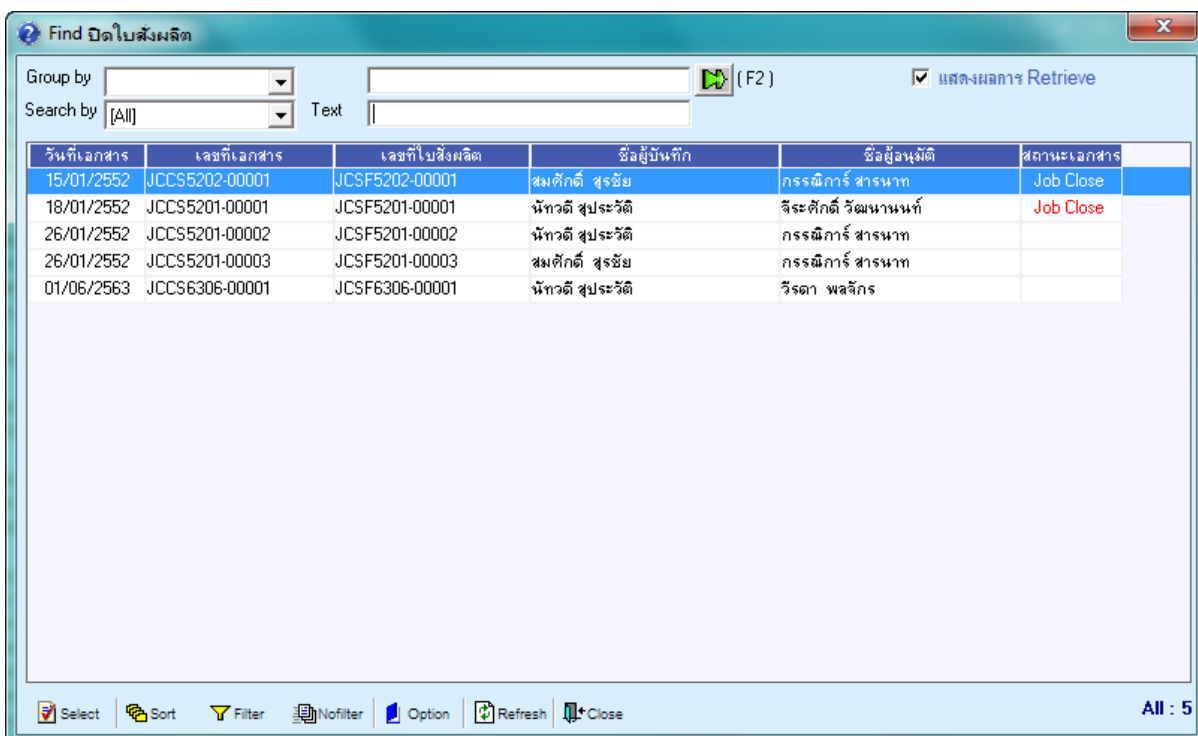 Find ปิดใบสั่งผลิต
Group by ( F2 ) แสดงผลการ Retrieve
Search by [All] Text
วันที่เอกสาร เลขที่เอกสาร เลขที่ใบสั่งผลิต ชื่อผู้บันทึก ชื่อผู้อนุมัติ สถานะเอกสาร
15/01/2552 JCCS5202-00001 JCSF5202-00001 สมศักดิ์ สุรชัย กรรณิการ์ สารนาท Job Close
18/01/2552 JCCS5201-00001 JCSF5201-00001 นัทวดี สุประวัติ จีระศักดิ์ วัฒนานนท์ Job Close
26/01/2552 JCCS5201-00002 JCSF5201-00002 นัทวดี สุประวัติ กรรณิการ์ สารนาท
26/01/2552 JCCS5201-00003 JCSF5201-00003 สมศักดิ์ สุรชัย กรรณิการ์ สารนาท
01/06/2563 JCCS6306-00001 JCSF6306-00001 นัทวดี สุประวัติ วีรดา พลจักร
Select Sort Filter Nofilter Option Refresh Close All : 5